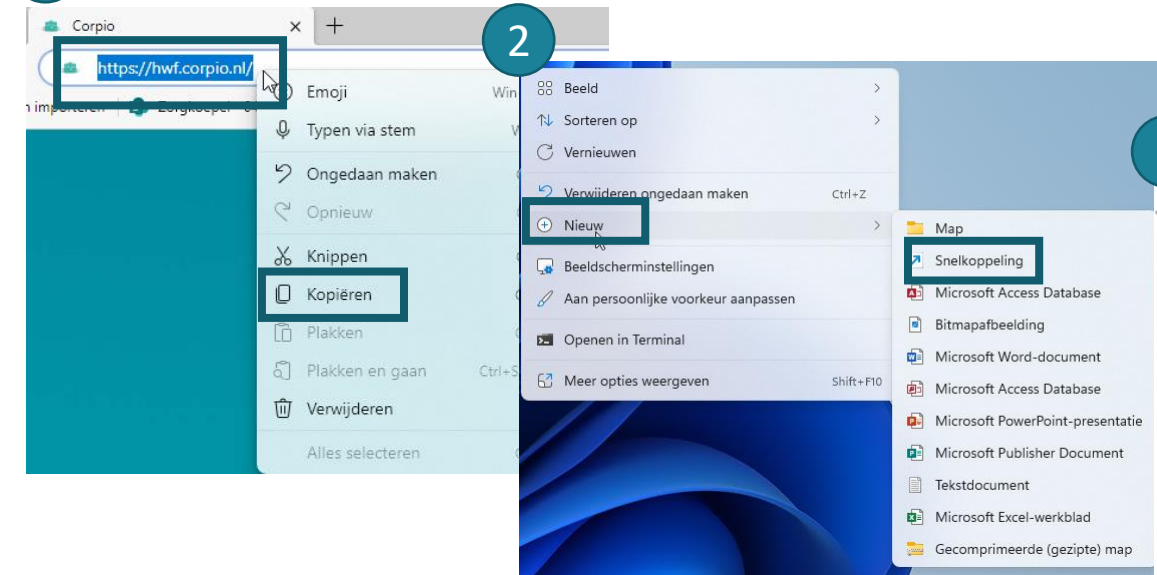 Corpio
https://hwf.corpio.nl/
importeren
Emoji Win
Typen via stem
Ongedaan maken
Opnieuw
Knippen
Kopiëren
Plakken
Plakken en gaan Ctrl+S
Verwijderen
Alles selecteren
2
Beeld
Sorteren op
Vernieuwen
Verwijderen ongedaan maken Ctrl+Z
Nieuw
Beeldscherminstellingen
Aan persoonlijke voorkeur aanpassen
Openen in Terminal
Meer opties weergeven Shift+F10
Map
Snelkoppeling
Microsoft Access Database
Bitmapafbeelding
Microsoft Word-document
Microsoft Access Database
Microsoft PowerPoint-presentatie
Microsoft Publisher Document
Tekstdocument
Microsoft Excel-werkblad
Gecomprimeerde (gezipte) map